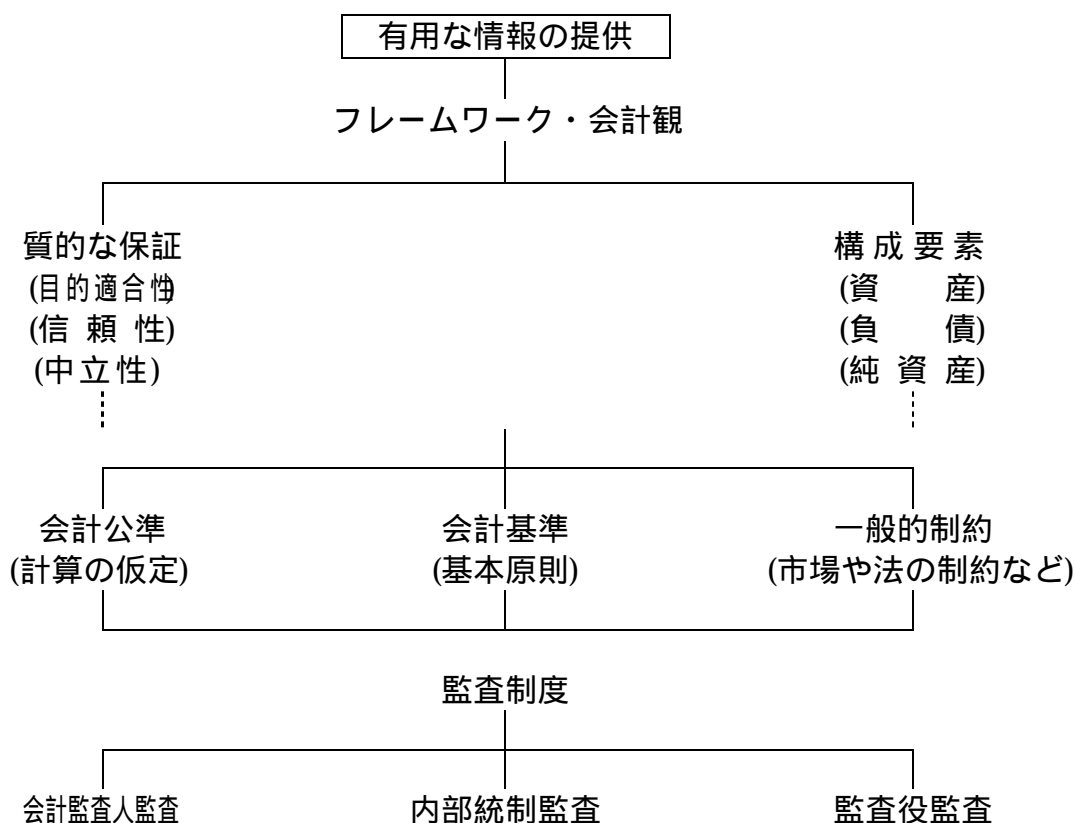 有用な情報の提供
フレームワーク・会計観
質的な保証
(目的適合性)
(信頼性)
(中立性)
構成要素
(資産)
(負債)
(純資産)
会計公準
(計算の仮定)
会計基準
(基本原則)
一般的制約
(市場や法の制約など)
監査制度
会計監査人監査
内部統制監査
監査役監査